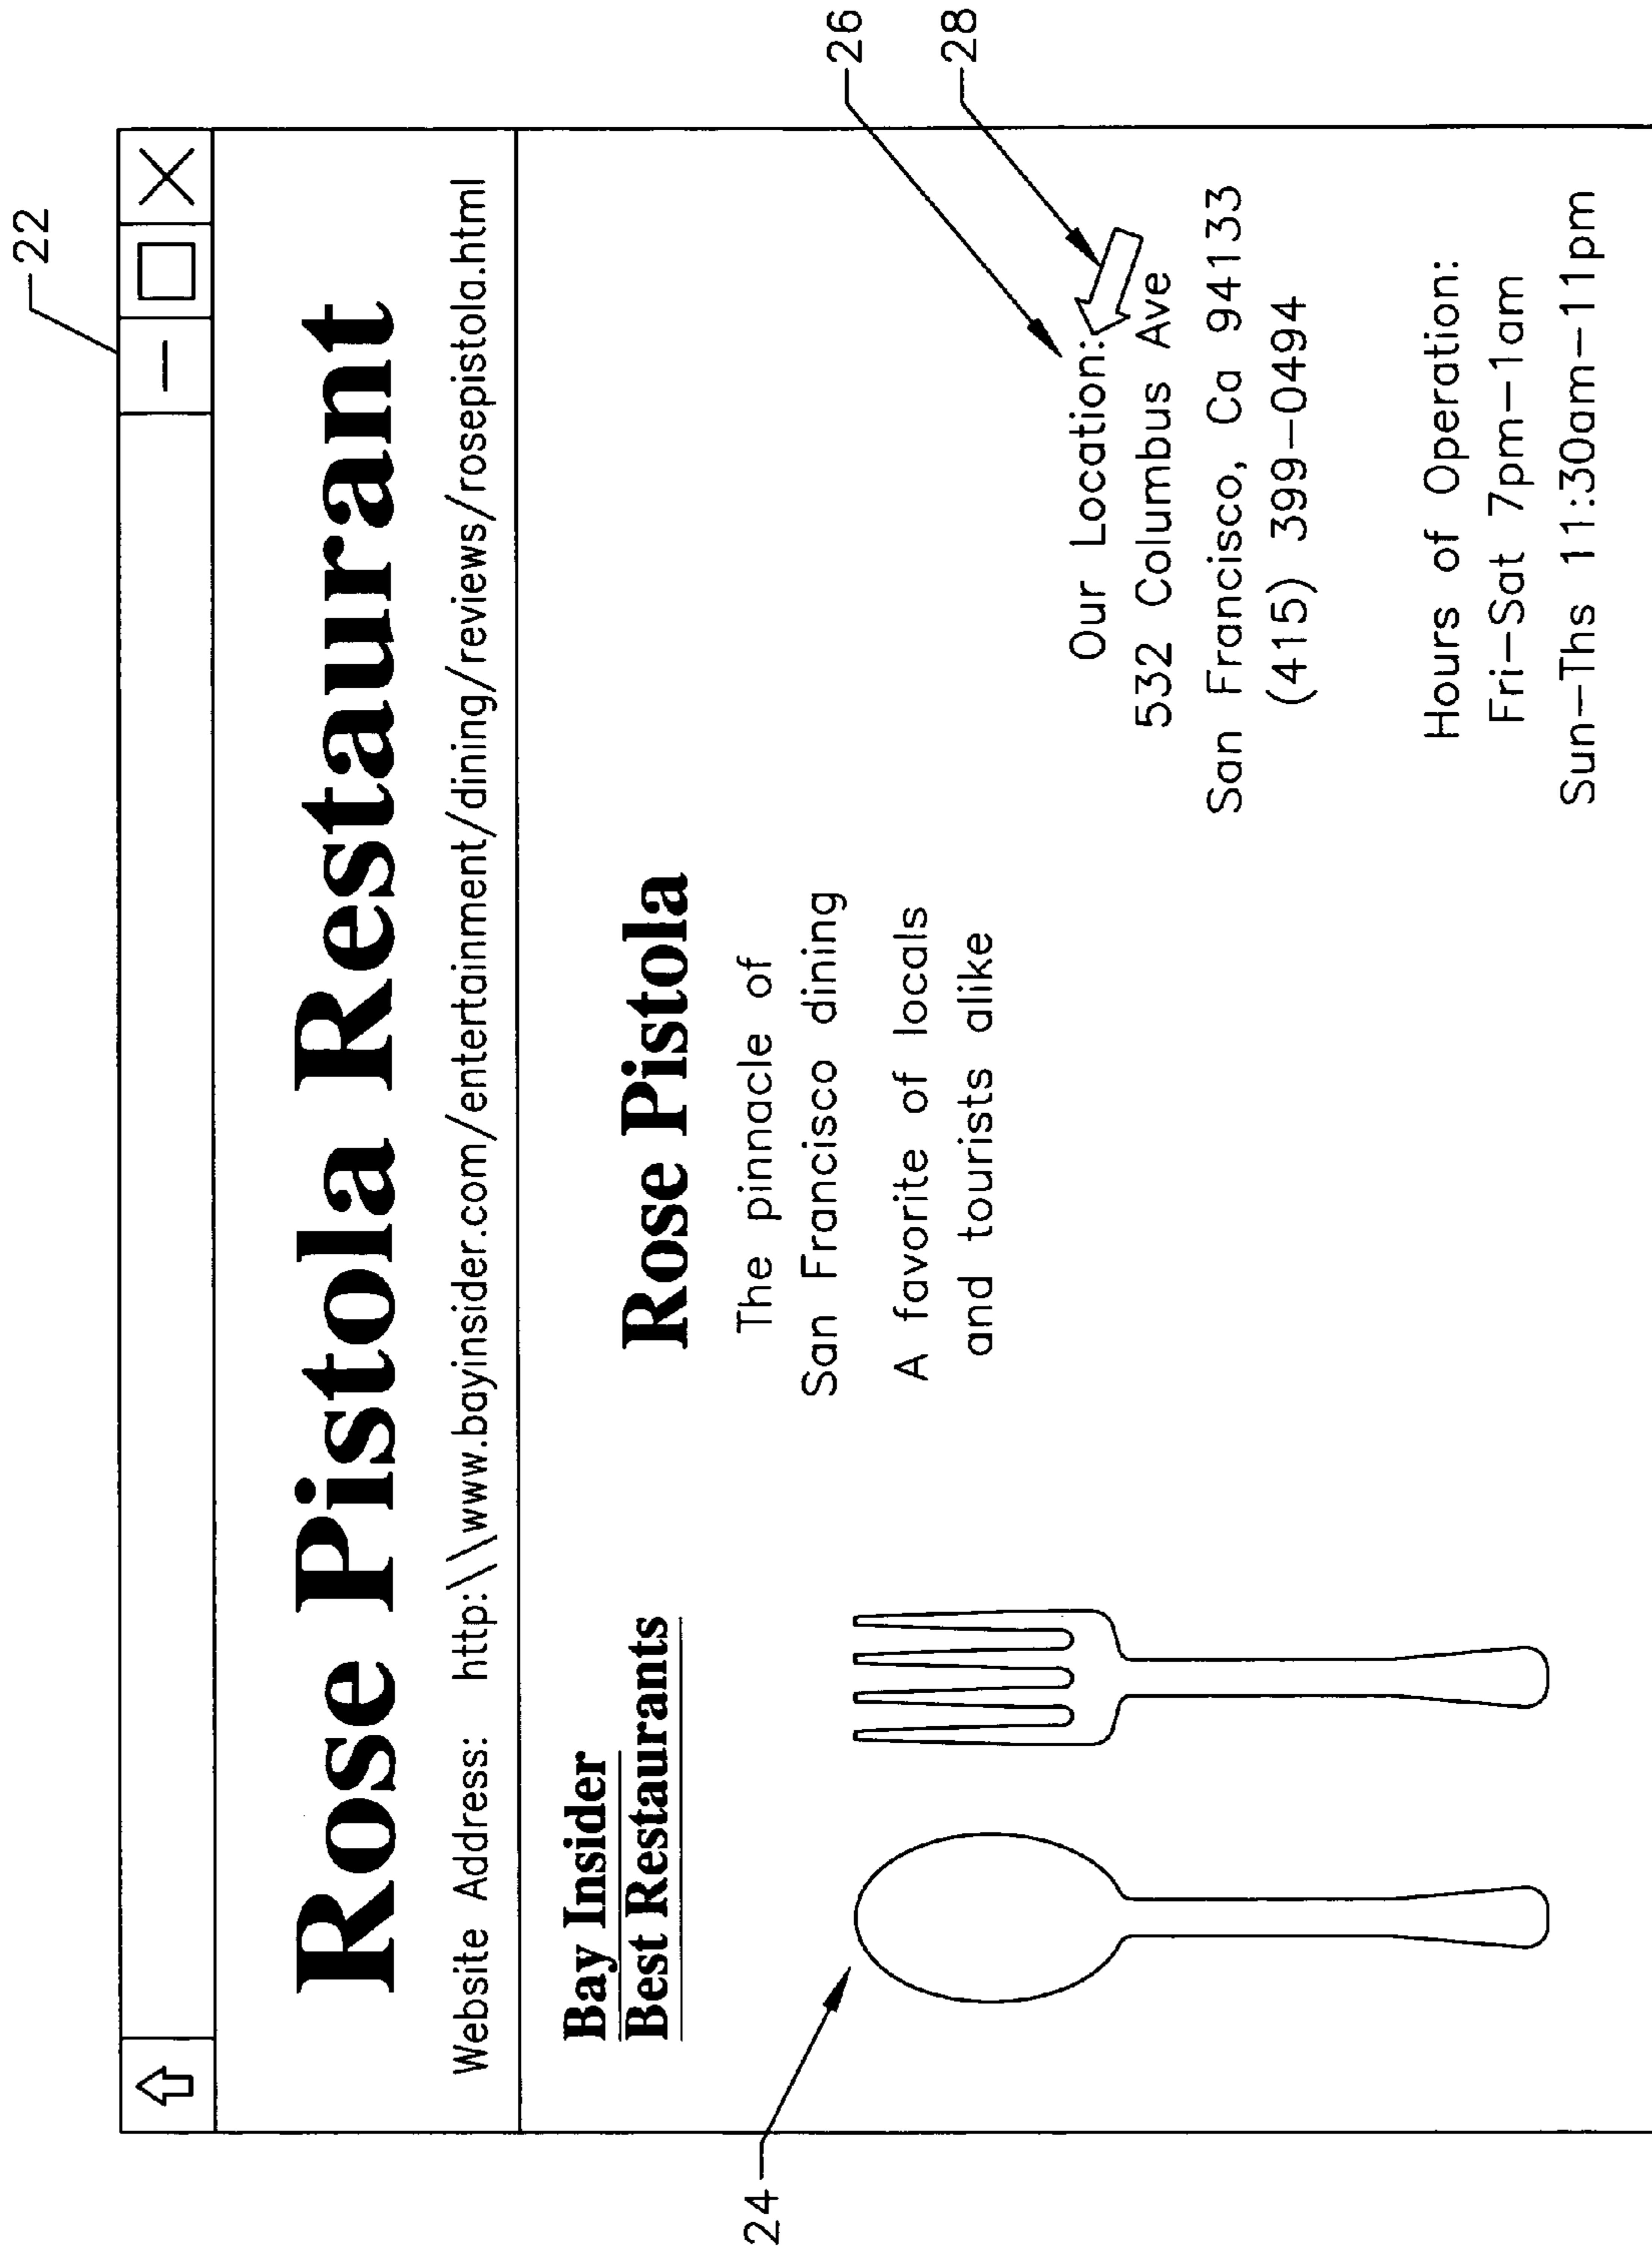 22
Rose Pistola Restaurant
Website Address: http:\\www.bayinsider.com/entertainment/dining/reviews/rosepistola.html
Bay Insider
Best Restaurants
Rose Pistola
The pinnacle of
San Francisco dining
A favorite of locals
and tourists alike
24
26
28
Our Location:
532 Columbus Ave
San Francisco, Ca 94133
(415) 399-0494
Hours of Operation:
Fri-Sat 7pm-1am
Sun-Ths 11:30am-11pm